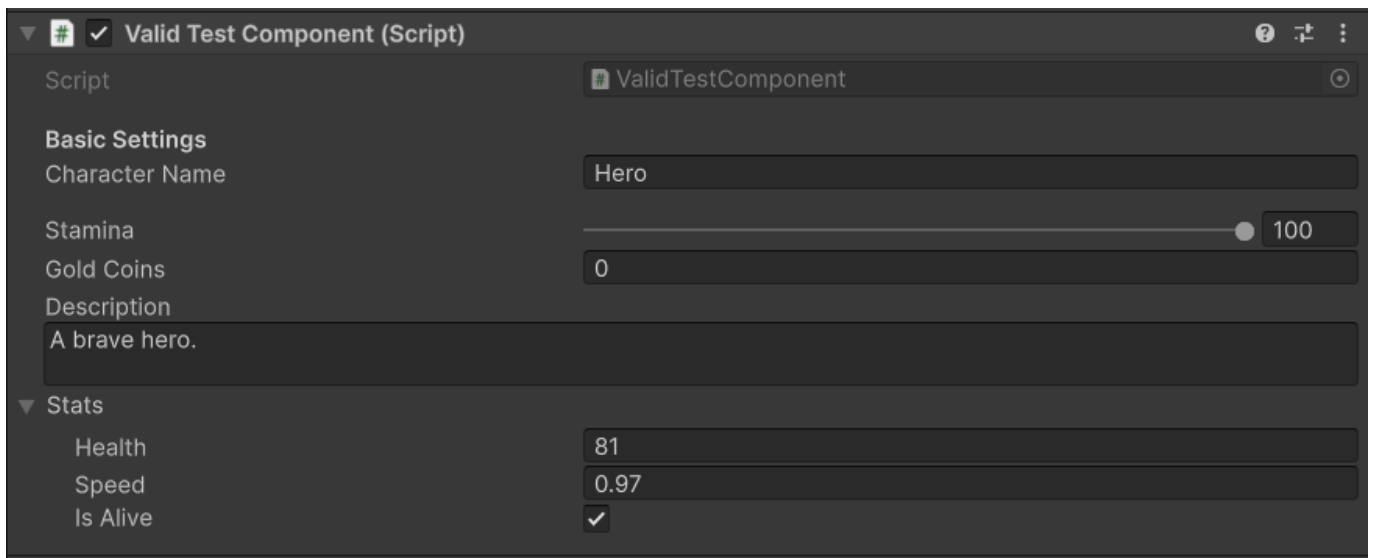 Valid Test Component (Script)
Script ValidTestComponent
Basic Settings
Character Name Hero
Stamina 100
Gold Coins 0
Description
A brave hero.
Stats
Health 81
Speed 0.97
Is Alive